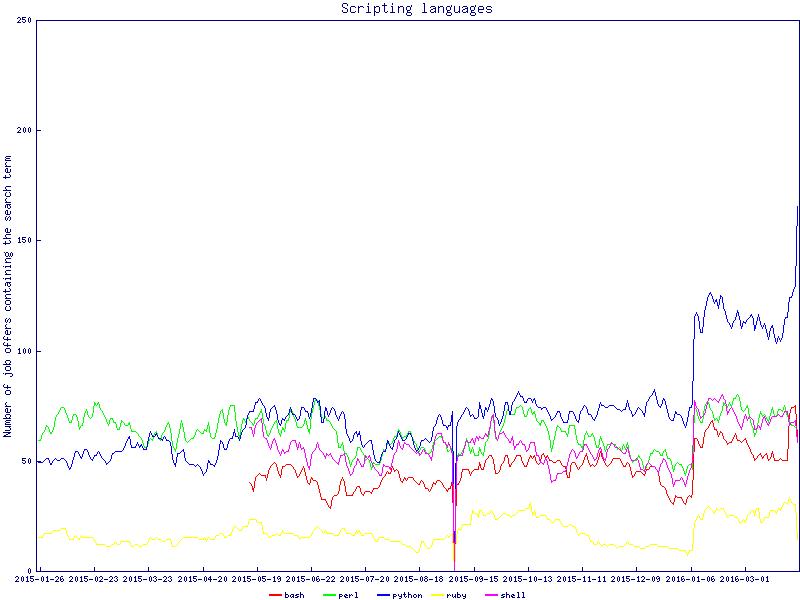 Scripting languages
Number of job offers containing the search term
250
200
150
100
50
0
2015-01-26 2015-02-23 2015-03-23 2015-04-20 2015-05-19 2015-06-22 2015-07-20 2015-08-18 2015-09-15 2015-10-13 2015-11-11 2015-12-09 2016-01-06 2016-03-01
bash perl python ruby shell